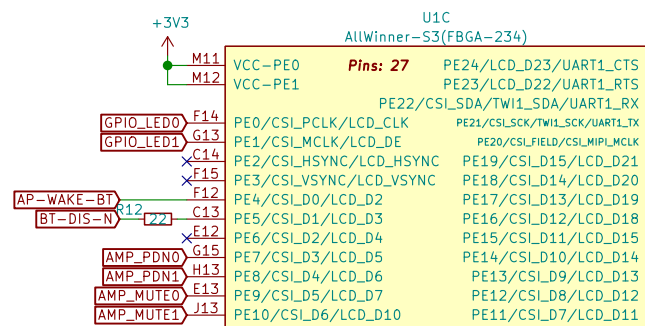 U1C
AllWinner-S3(FBGA-234)
+3V3
Pins: 27
M11 VCC-PE0 PE24/LCD_D23/UART1_CTS
M12 VCC-PE1 PE23/LCD_D22/UART1_RTS
PE22/CSI_SDA/TWI1_SDA/UART1_RX
GPIO_LED0 F14 PE0/CSI_PCLK/LCD_CLK PE21/CSI_SCK/TWI1_SCK/UART1_TX
GPIO_LED1 G13 PE1/CSI_MCLK/LCD_DE PE20/CSI_FIELD/CSI_MIPI_MCLK
C14 PE2/CSI_HSYNC/LCD_HSYNC PE19/CSI_D15/LCD_D21
F15 PE3/CSI_VSYNC/LCD_VSYNC PE18/CSI_D14/LCD_D20
AP-WAKE-BT F12 PE4/CSI_D0/LCD_D2 PE17/CSI_D13/LCD_D19
BT-DIS-N R12 22 C13 PE5/CSI_D1/LCD_D3 PE16/CSI_D12/LCD_D18
E12 PE6/CSI_D2/LCD_D4 PE15/CSI_D11/LCD_D15
AMP_PDN0 G15 PE7/CSI_D3/LCD_D5 PE14/CSI_D10/LCD_D14
AMP_PDN1 H13 PE8/CSI_D4/LCD_D6 PE13/CSI_D9/LCD_D13
AMP_MUTE0 E13 PE9/CSI_D5/LCD_D7 PE12/CSI_D8/LCD_D12
AMP_MUTE1 J13 PE10/CSI_D6/LCD_D10 PE11/CSI_D7/LCD_D11